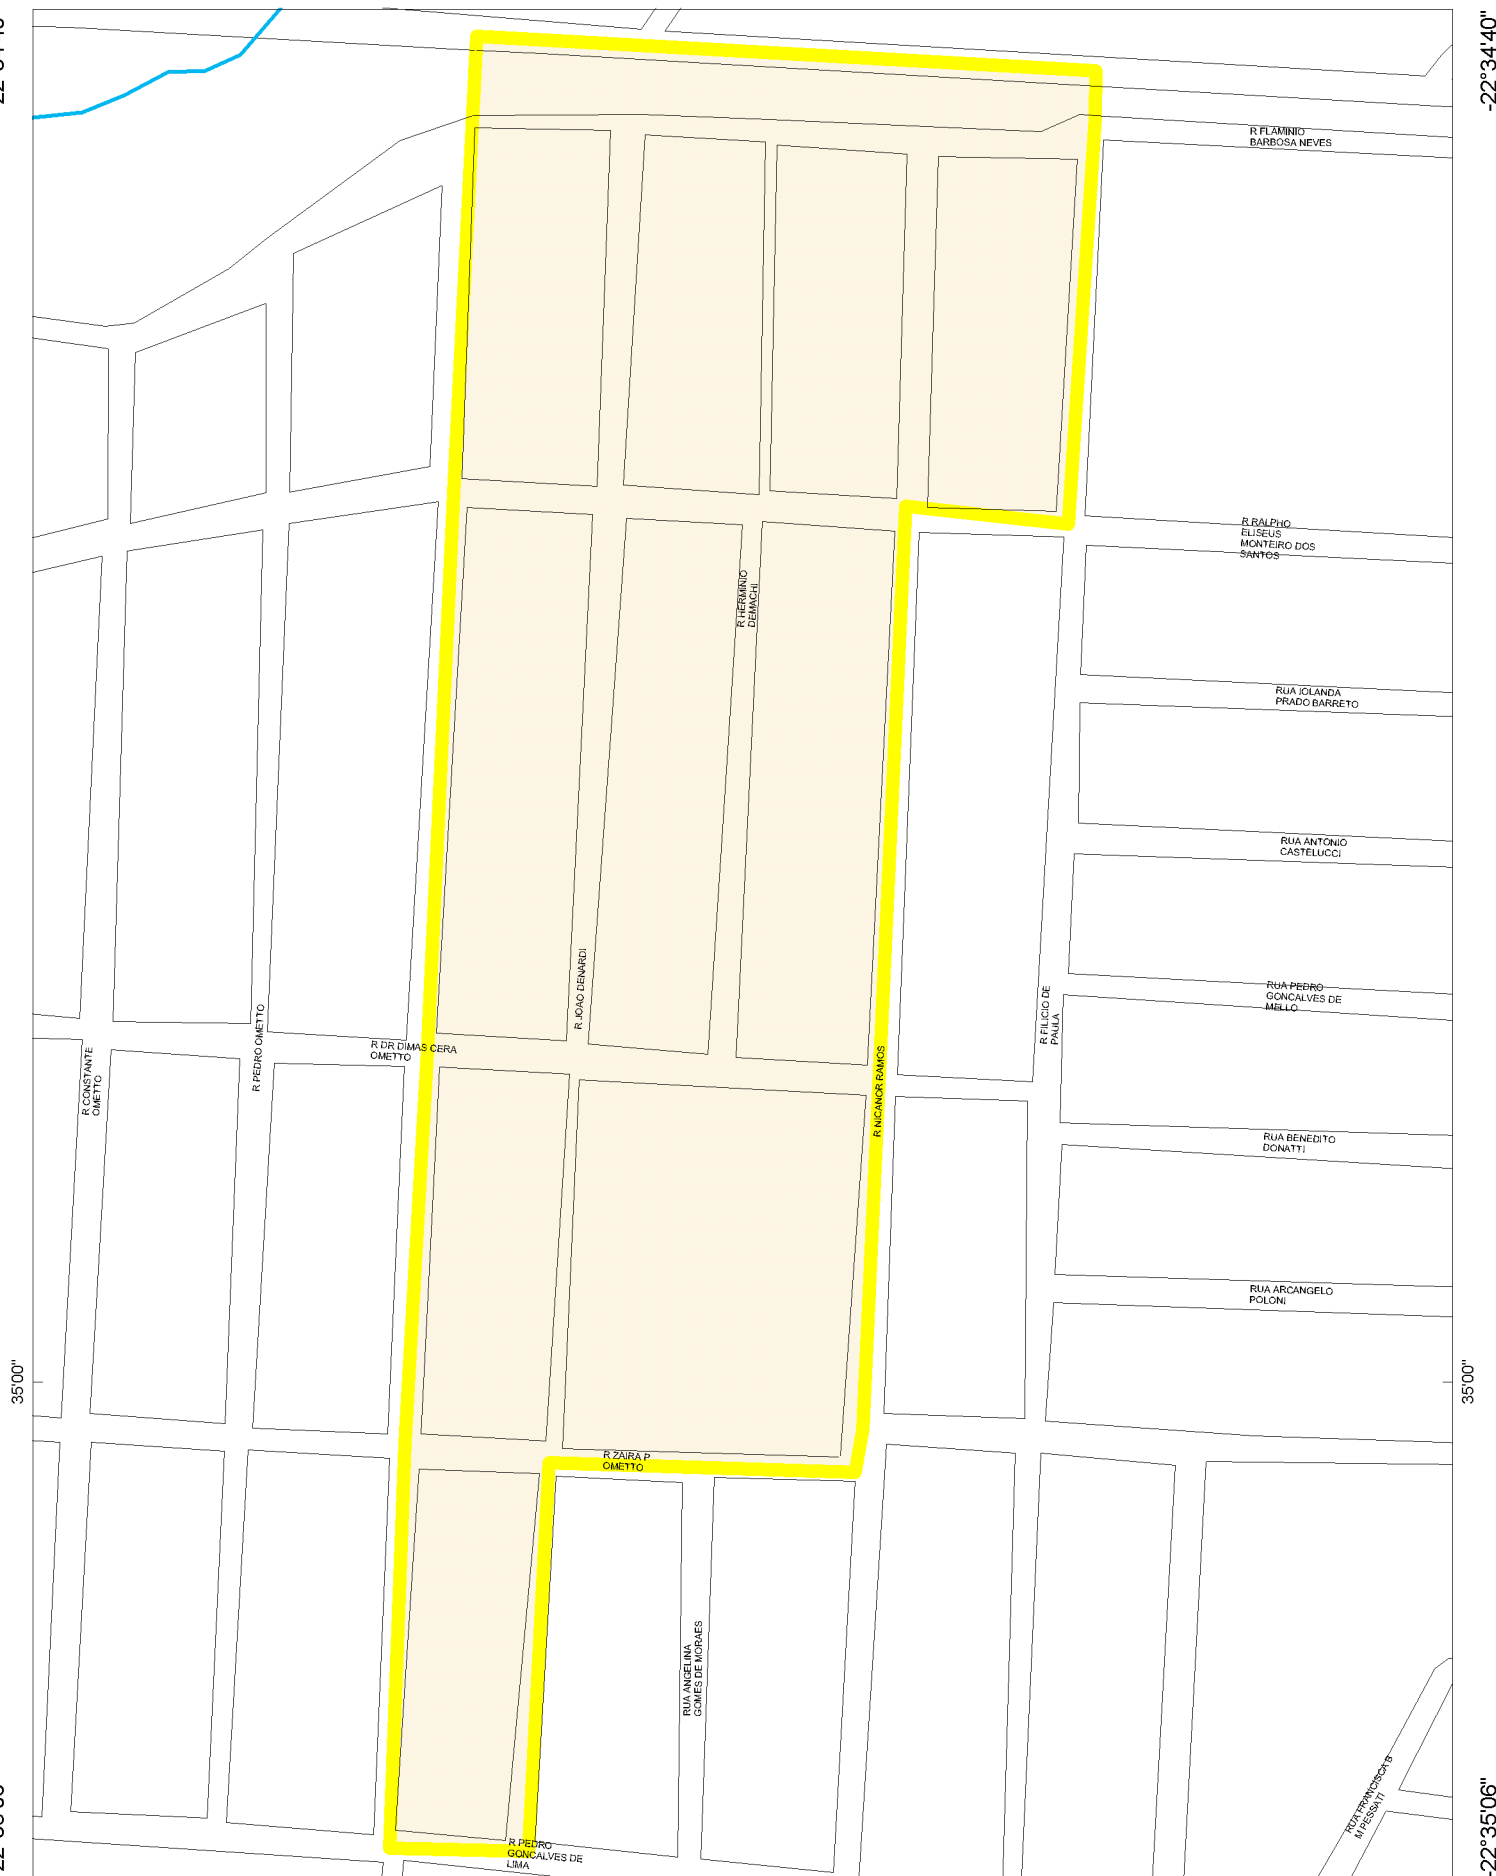 -22°34'40"
R FLAMINIO
BARBOSA NEVES
R RALPHO
ELISEUS
MONTEIRO DOS
SANTOS
R HERMINIO
DEMACHI
RUA IOLANDA
PRADO BARRETO
RUA ANTONIO
CASTELUCCI
R JOAO DENARDI
RUA PEDRO
GONCALVES DE
MELLO
R FILICIO DE
PAULA
R PEDRO OMETTO
R DR DIMAS CERA
OMETTO
R CONSTANTE
OMETTO
R NICANOR RAMOS
RUA BENEDITO
DONATTI
RUA ARCANGELO
POLONI
35'00"
35'00"
R ZAIRA P
OMETTO
RUA ANGELINA
GOMES DE MORAES
RUA FRANCISCA B
M PESSATI
-22°35'06"
R PEDRO
GONCALVES DE
LIMA